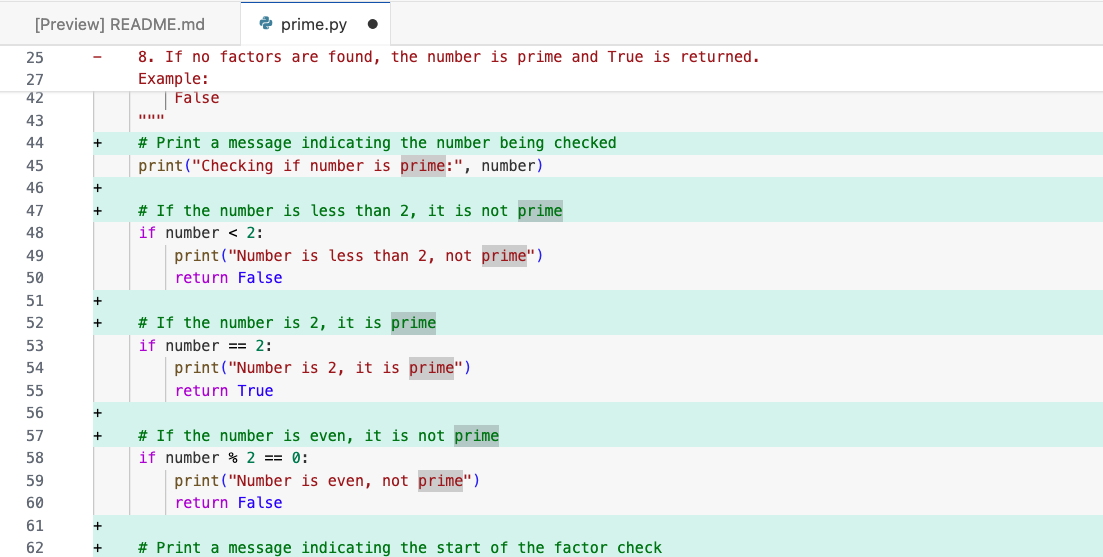 [Preview] README.md prime.py
25 - 8. If no factors are found, the number is prime and True is returned.
27 Example:
42 False
43 """
44 + # Print a message indicating the number being checked
45 print("Checking if number is prime:", number)
46 +
47 + # If the number is less than 2, it is not prime
48 if number < 2:
49 print("Number is less than 2, not prime")
50 return False
51 +
52 + # If the number is 2, it is prime
53 if number == 2:
54 print("Number is 2, it is prime")
55 return True
56 +
57 + # If the number is even, it is not prime
58 if number % 2 == 0:
59 print("Number is even, not prime")
60 return False
61 +
62 + # Print a message indicating the start of the factor check